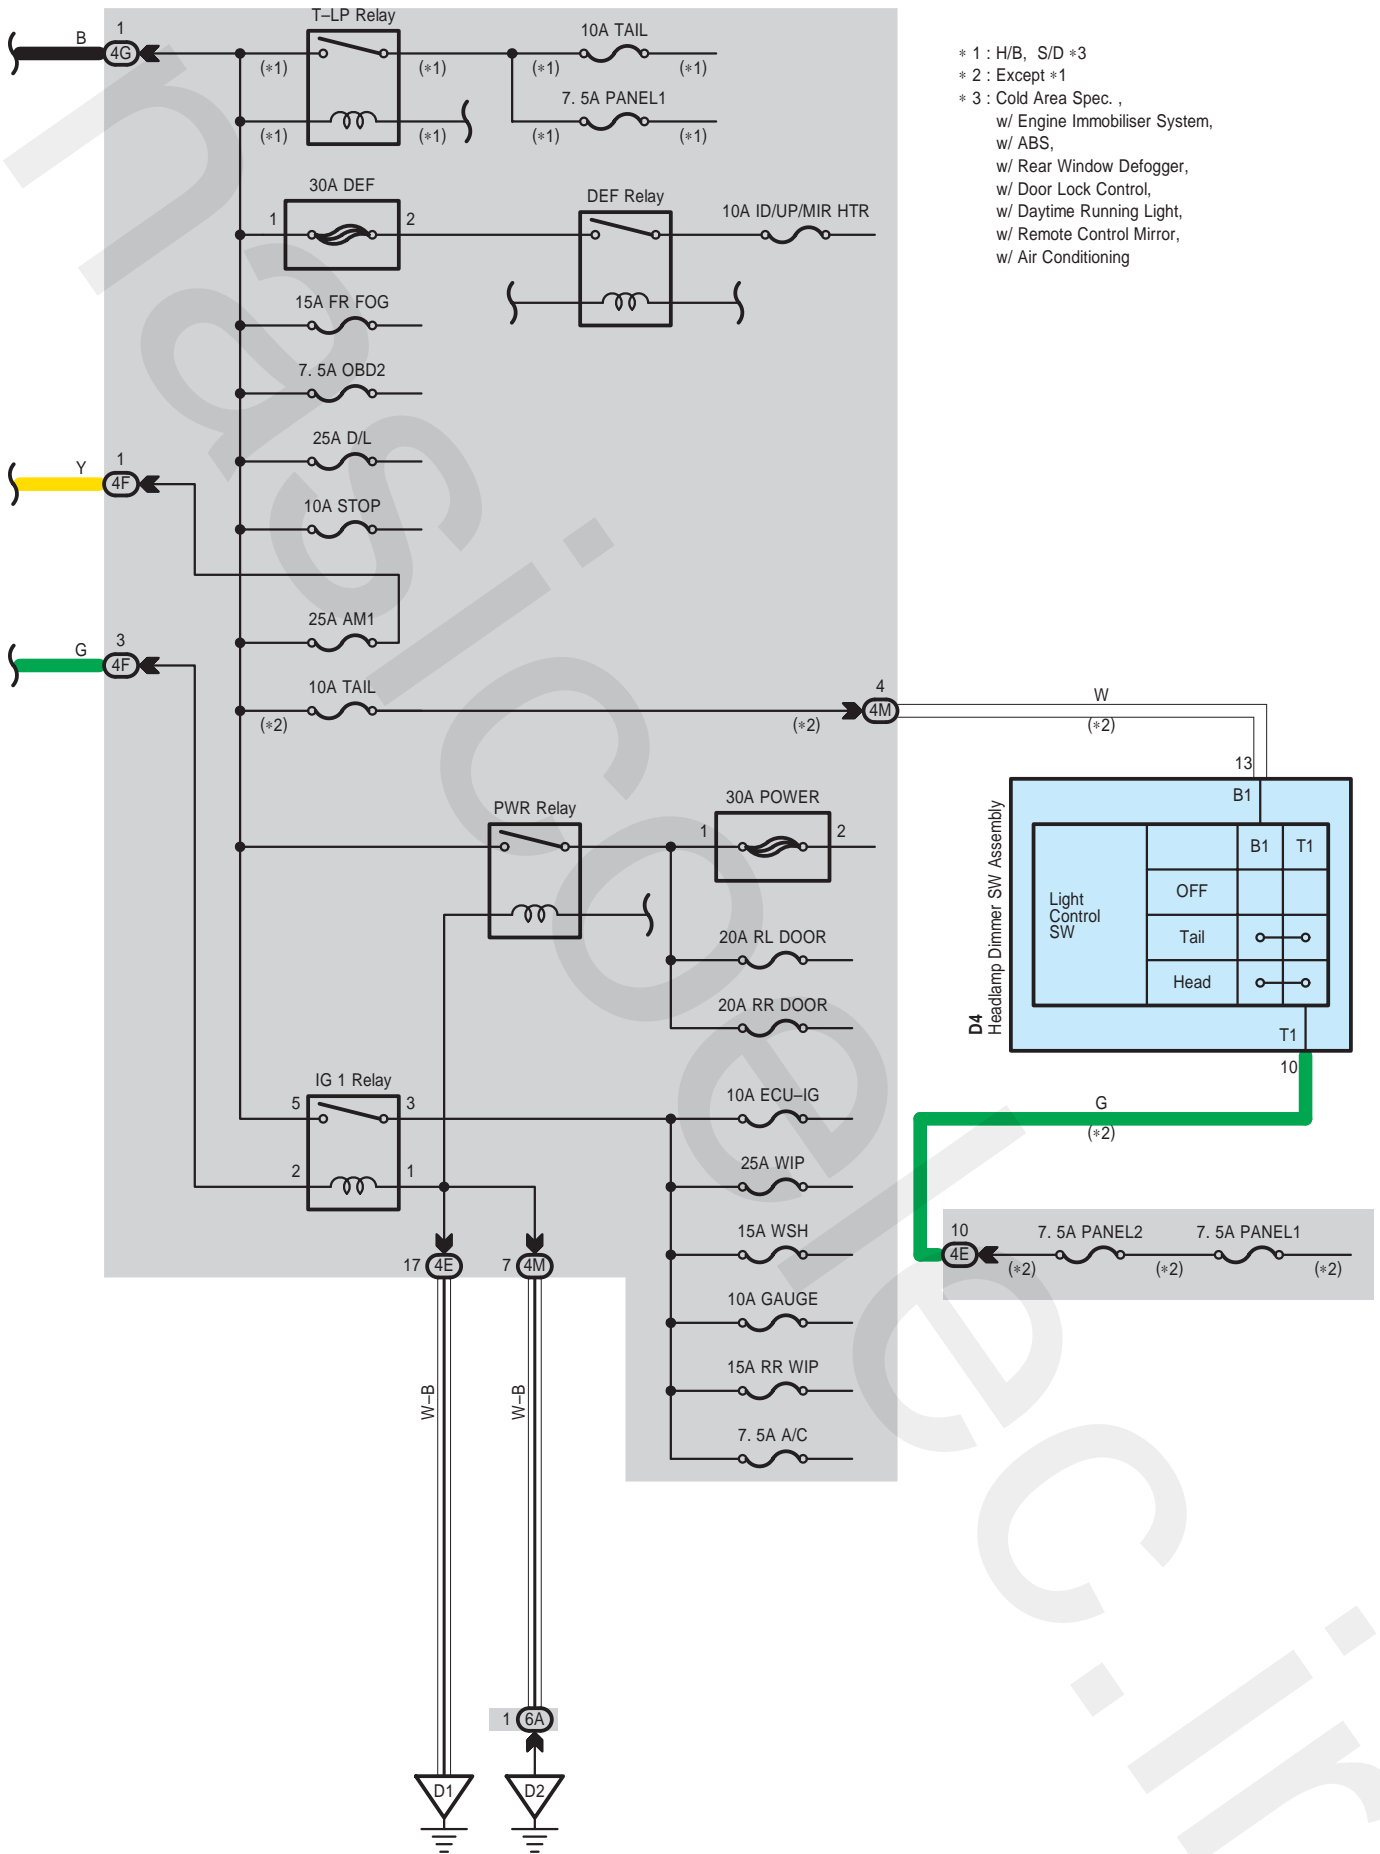 T–LP Relay
1
B
4G
10A TAIL
(*1)
(*1)
(*1)
(*1)
7. 5A PANEL1
(*1)
(*1)
(*1)
(*1)
* 1 : H/B, S/D *3
* 2 : Except *1
* 3 : Cold Area Spec. ,
w/ Engine Immobiliser System,
w/ ABS,
w/ Rear Window Defogger,
w/ Door Lock Control,
w/ Daytime Running Light,
w/ Remote Control Mirror,
w/ Air Conditioning
30A DEF
1
2
DEF Relay
10A ID/UP/MIR HTR
15A FR FOG
7. 5A OBD2
25A D/L
Y
1
4F
10A STOP
25A AM1
G
3
4F
10A TAIL
(*2)
(*2)
4
4M
W
(*2)
13
PWR Relay
30A POWER
1
2
20A RL DOOR
20A RR DOOR
D4
Headlamp Dimmer SW Assembly
B1
B1
T1
Light
Control
SW
OFF
Tail
Head
T1
10
G
(*2)
IG 1 Relay
5
3
2
1
10A ECU–IG
25A WIP
15A WSH
10A GAUGE
15A RR WIP
7. 5A A/C
10
4E
7. 5A PANEL2
7. 5A PANEL1
(*2)
(*2)
(*2)
17
4E
7
4M
W–B
W–B
1
6A
D1
D2
nasicoelec.ir